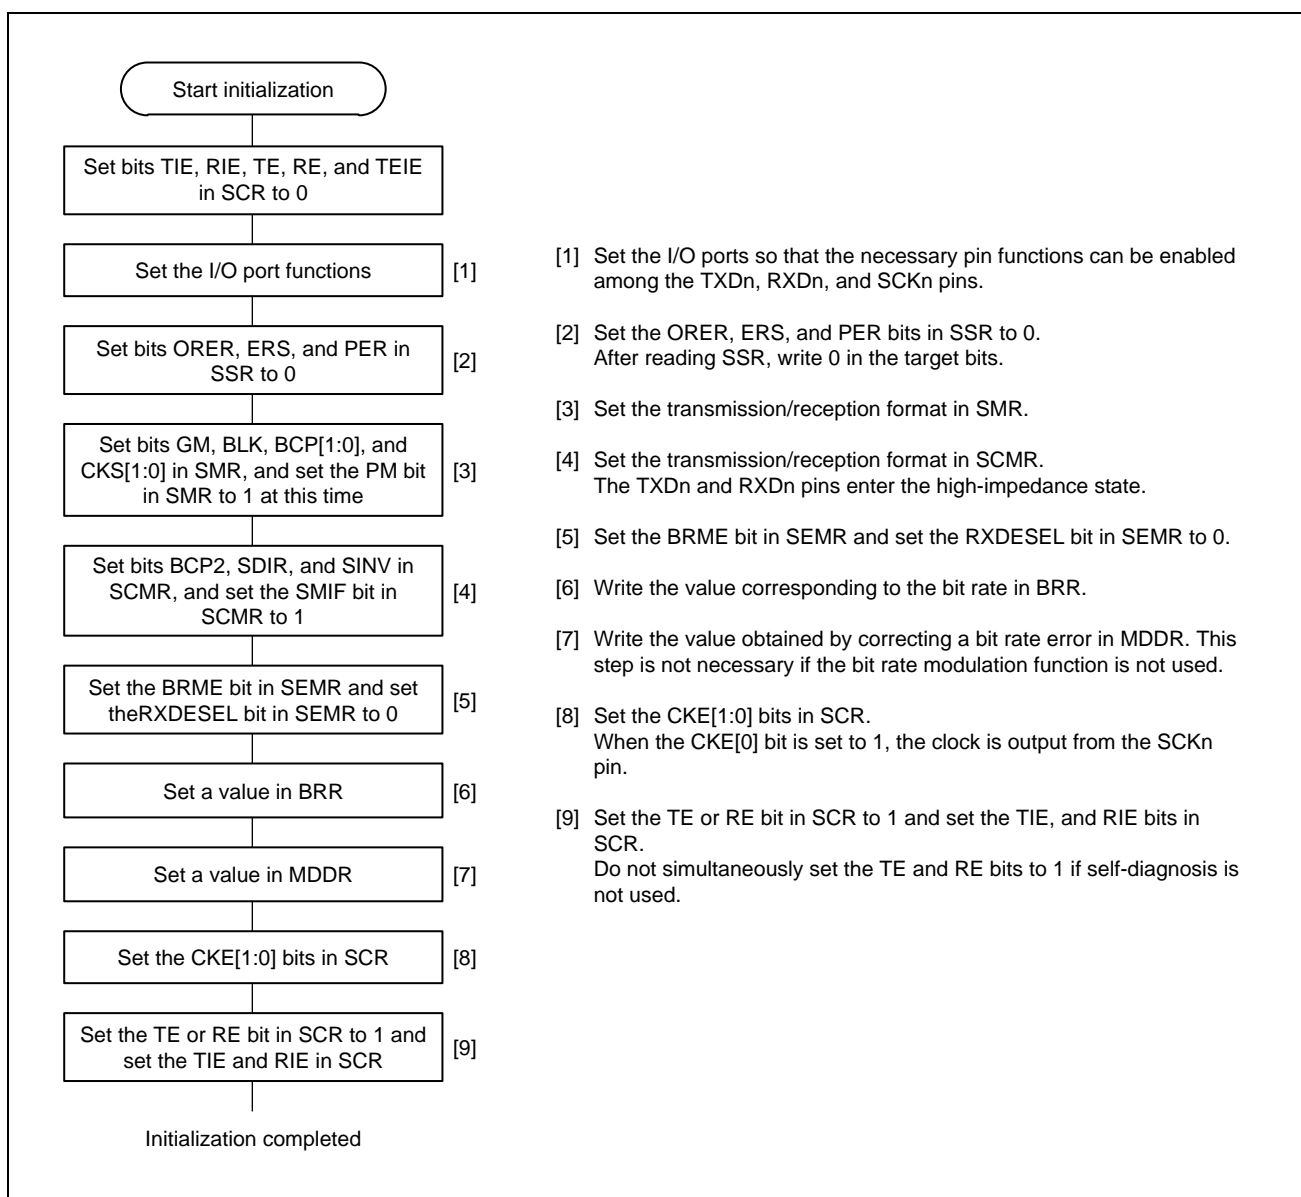 Start initialization
Set bits TIE, RIE, TE, RE, and TEIE
in SCR to 0
Set the I/O port functions
[1]
Set bits ORER, ERS, and PER in
SSR to 0
[2]
Set bits GM, BLK, BCP[1:0], and
CKS[1:0] in SMR, and set the PM bit
in SMR to 1 at this time
[3]
Set bits BCP2, SDIR, and SINV in
SCMR, and set the SMIF bit in
SCMR to 1
[4]
Set the BRME bit in SEMR and set
theRXDESEL bit in SEMR to 0
[5]
Set a value in BRR
[6]
Set a value in MDDR
[7]
Set the CKE[1:0] bits in SCR
[8]
Set the TE or RE bit in SCR to 1 and
set the TIE and RIE in SCR
[9]
Initialization completed
[1] Set the I/O ports so that the necessary pin functions can be enabled
among the TXDn, RXDn, and SCKn pins.
[2] Set the ORER, ERS, and PER bits in SSR to 0.
After reading SSR, write 0 in the target bits.
[3] Set the transmission/reception format in SMR.
[4] Set the transmission/reception format in SCMR.
The TXDn and RXDn pins enter the high-impedance state.
[5] Set the BRME bit in SEMR and set the RXDESEL bit in SEMR to 0.
[6] Write the value corresponding to the bit rate in BRR.
[7] Write the value obtained by correcting a bit rate error in MDDR. This
step is not necessary if the bit rate modulation function is not used.
[8] Set the CKE[1:0] bits in SCR.
When the CKE[0] bit is set to 1, the clock is output from the SCKn
pin.
[9] Set the TE or RE bit in SCR to 1 and set the TIE, and RIE bits in
SCR.
Do not simultaneously set the TE and RE bits to 1 if self-diagnosis is
not used.